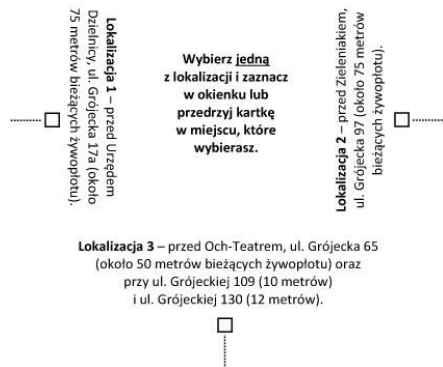 Lokalizacja 1 – przed Urzędem
Dzielnicy, ul. Grójecka 17a (około
75 metrów bieżących żywopłotu).
Wybierz jedną
z lokalizacji i zaznacz
w okienku lub
przedrzyj kartkę
w miejscu, które
wybierasz.
Lokalizacja 2 – przed Zieleniakiem,
ul. Grójecka 97 (około 75 metrów
bieżących żywopłotu).
Lokalizacja 3 – przed Och-Teatrem, ul. Grójecka 65
(około 50 metrów bieżących żywopłotu) oraz
przy ul. Grójeckiej 109 (10 metrów)
i ul. Grójeckiej 130 (12 metrów).